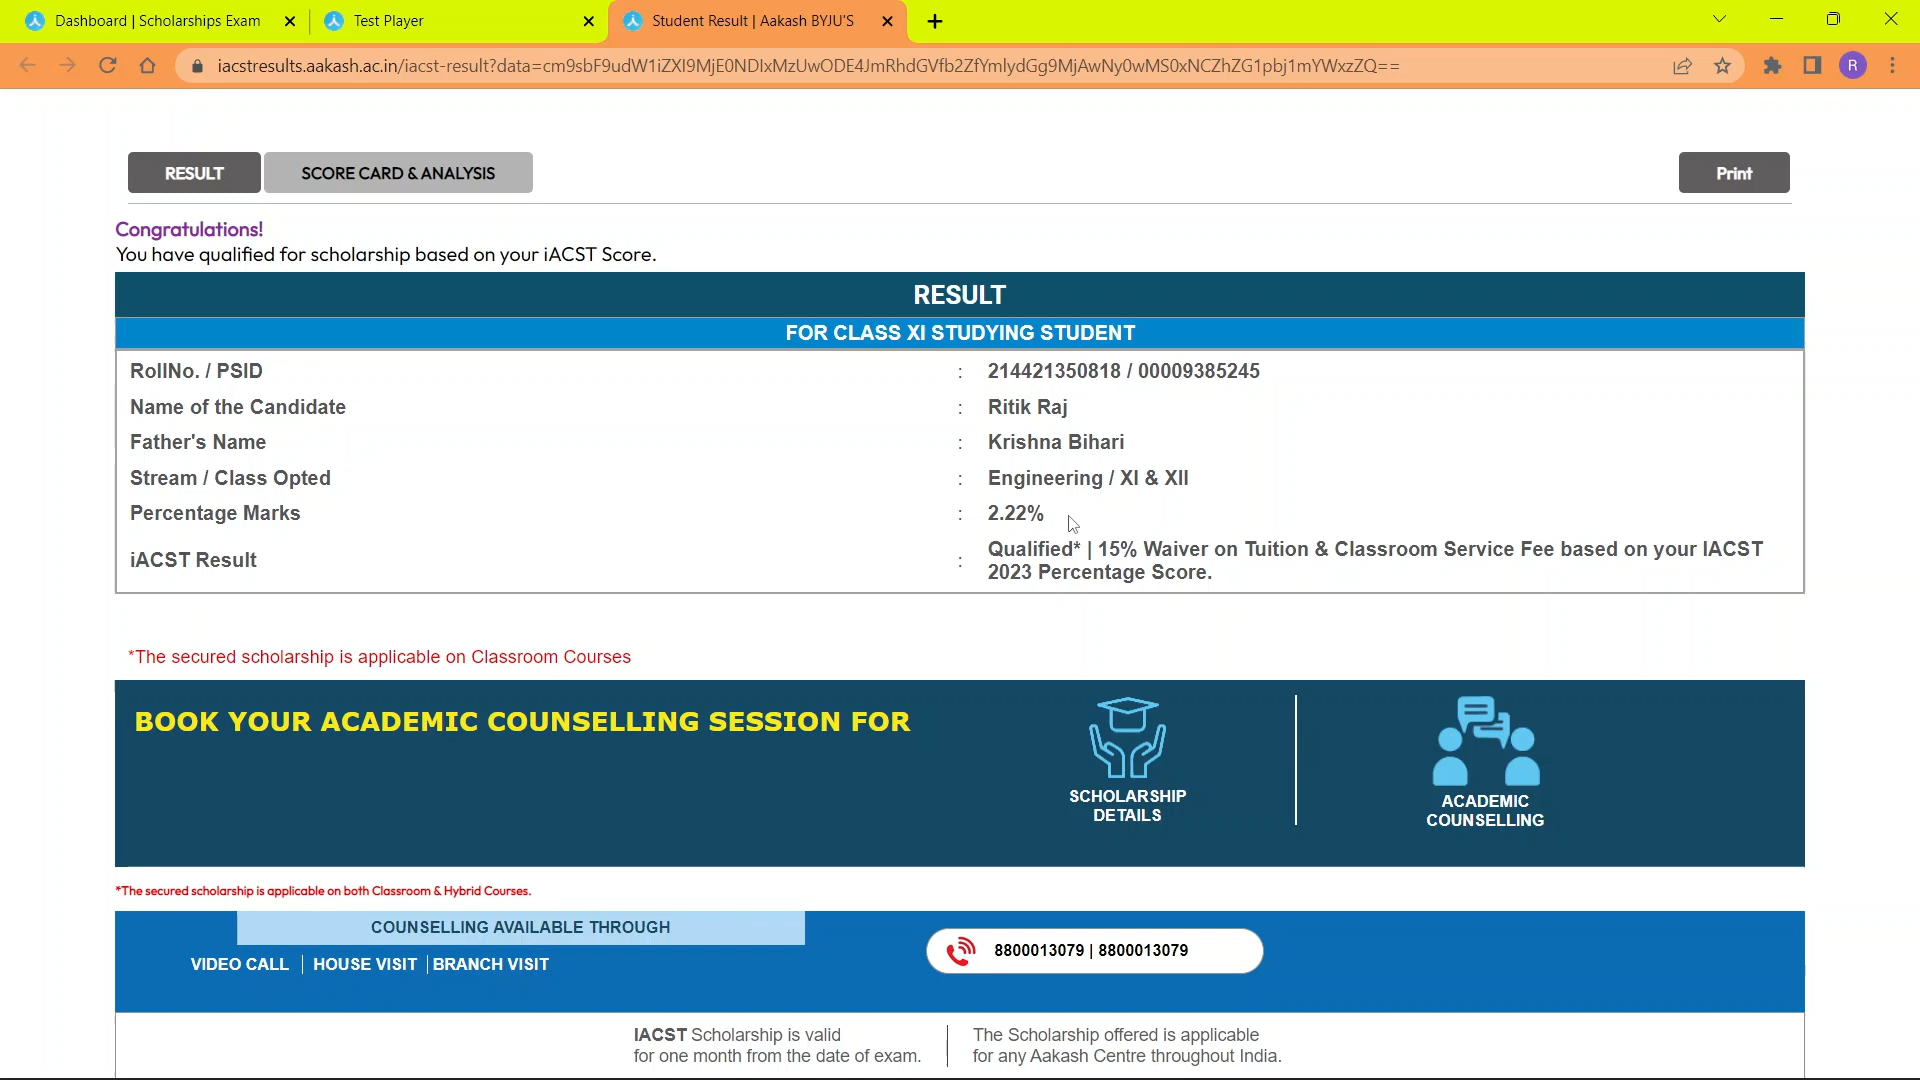 Dashboard | Scholarships Exam
Test Player
Student Result | Aakash BYJU'S
iacstresults.aakash.ac.in/iacst-result?data=cm9sbF9udW1iZXI9MjE0NDIxMzUwODE4JmRhdGVfb2ZfYmlydGg9MjAwNy0wMS0xNCZhZG1pbj1mYWxzZQ==
R
RESULT
SCORE CARD & ANALYSIS
Print
Congratulations!
You have qualified for scholarship based on your iACST Score.
RESULT
FOR CLASS XI STUDYING STUDENT
RollNo. / PSID : 214421350818 / 00009385245
Name of the Candidate : Ritik Raj
Father's Name : Krishna Bihari
Stream / Class Opted : Engineering / XI & XII
Percentage Marks : 2.22%
iACST Result : Qualified* | 15% Waiver on Tuition & Classroom Service Fee based on your IACST
2023 Percentage Score.
*The secured scholarship is applicable on Classroom Courses
BOOK YOUR ACADEMIC COUNSELLING SESSION FOR
SCHOLARSHIP
DETAILS
ACADEMIC
COUNSELLING
*The secured scholarship is applicable on both Classroom & Hybrid Courses.
COUNSELLING AVAILABLE THROUGH
VIDEO CALL | HOUSE VISIT | BRANCH VISIT
8800013079 | 8800013079
IACST Scholarship is valid
for one month from the date of exam.
The Scholarship offered is applicable
for any Aakash Centre throughout India.